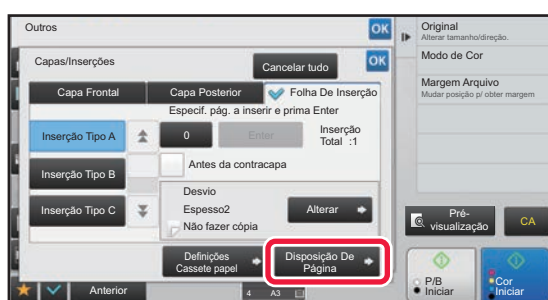 Outros
OK
Capas/Inserções
Cancelar tudo
OK
Capa Frontal
Capa Posterior
Folha De Inserção
Especif. pág. a inserir e prima Enter
Inserção Tipo A
0
Enter
Inserção
Total :1
Inserção Tipo B
Antes da contracapa
Inserção Tipo C
Desvio
Espesso2
Não fazer cópia
Alterar
Definições
Cassete papel
Disposição De
Página
Anterior
4
A3
Original
Alterar tamanho/direção.
Modo de Cor
Margem Arquivo
Mudar posição p/ obter margem
Pré-
visualização
CA
P/B
Iniciar
Cor
Iniciar